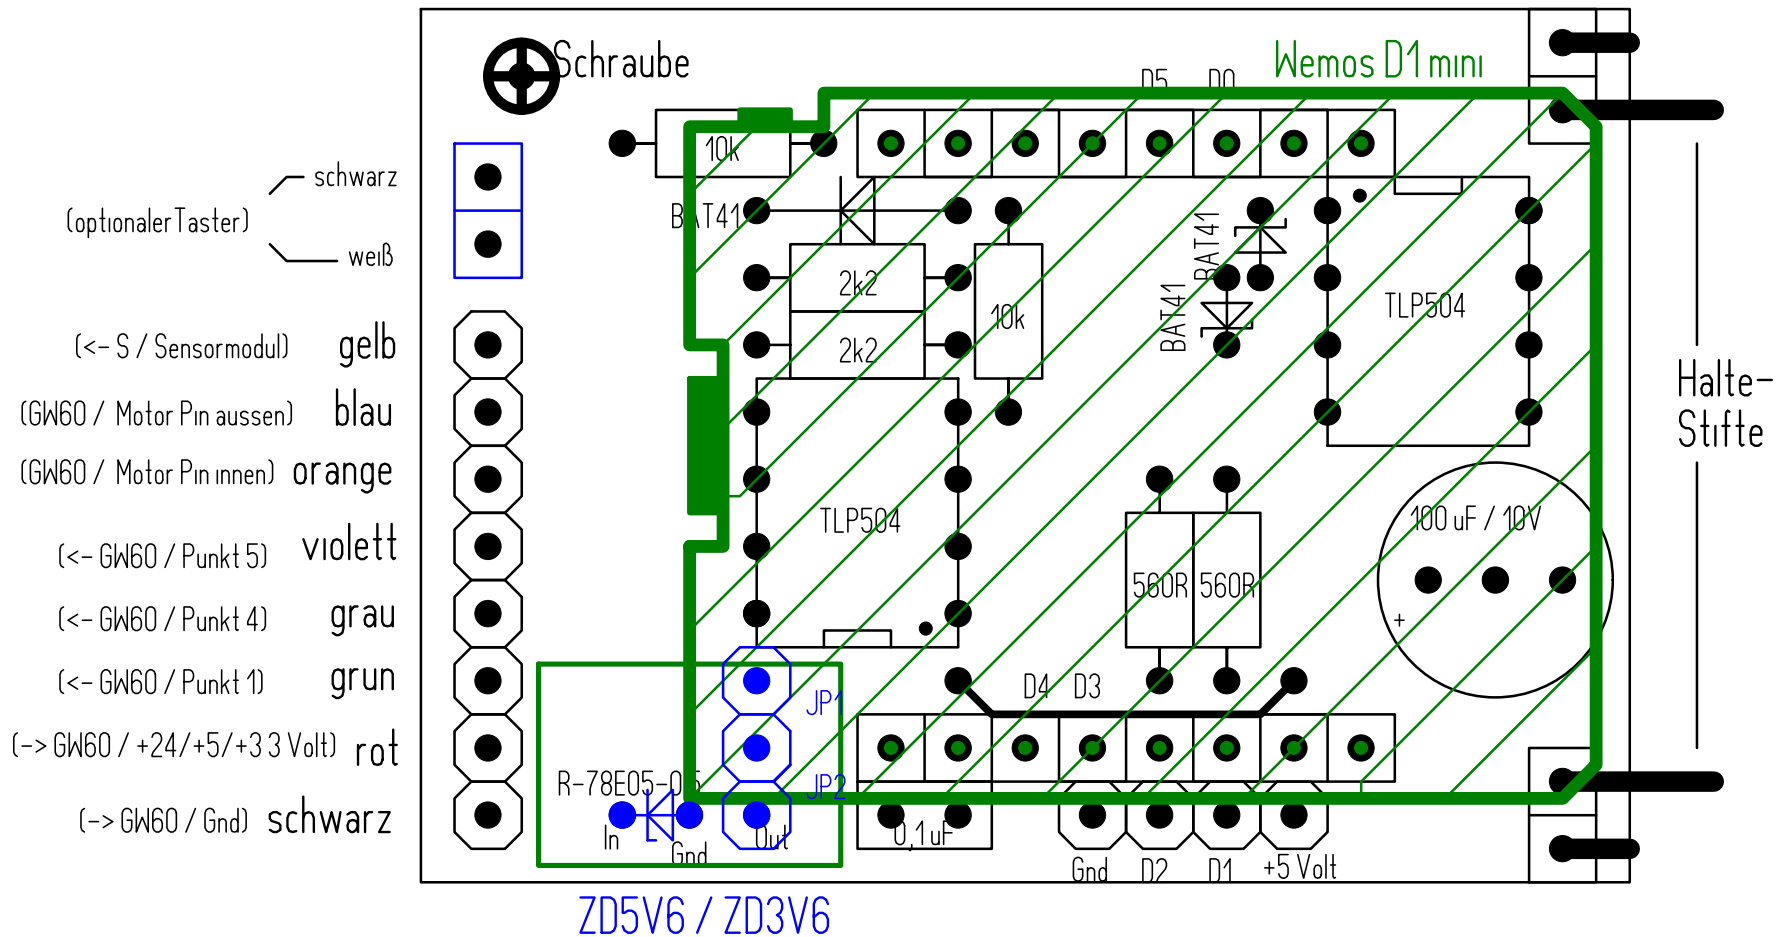 Schraube
Wemos D1 mini
D5 D0
10k
schwarz
(optionaler Taster)
weiß
BAT41
BAT41
BAT41
2k2
2k2
10k
TLP504
(<- S / Sensormodul) gelb
(GW60 / Motor Pin aussen) blau
(GW60 / Motor Pin innen) orange
(<- GW60 / Punkt 5) violett
(<- GW60 / Punkt 4) grau
(<- GW60 / Punkt 1) grun
(-> GW60 / +24/+5/+3 3 Volt) rot
(-> GW60 / Gnd) schwarz
Halte-
Stifte
TLP504
100 uF / 10V
+
560R 560R
D4 D3
JP1
JP2
R-78E05-0,5
In
Gnd
Out
0,1uF
Gnd D2 D1 +5 Volt
ZD5V6 / ZD3V6